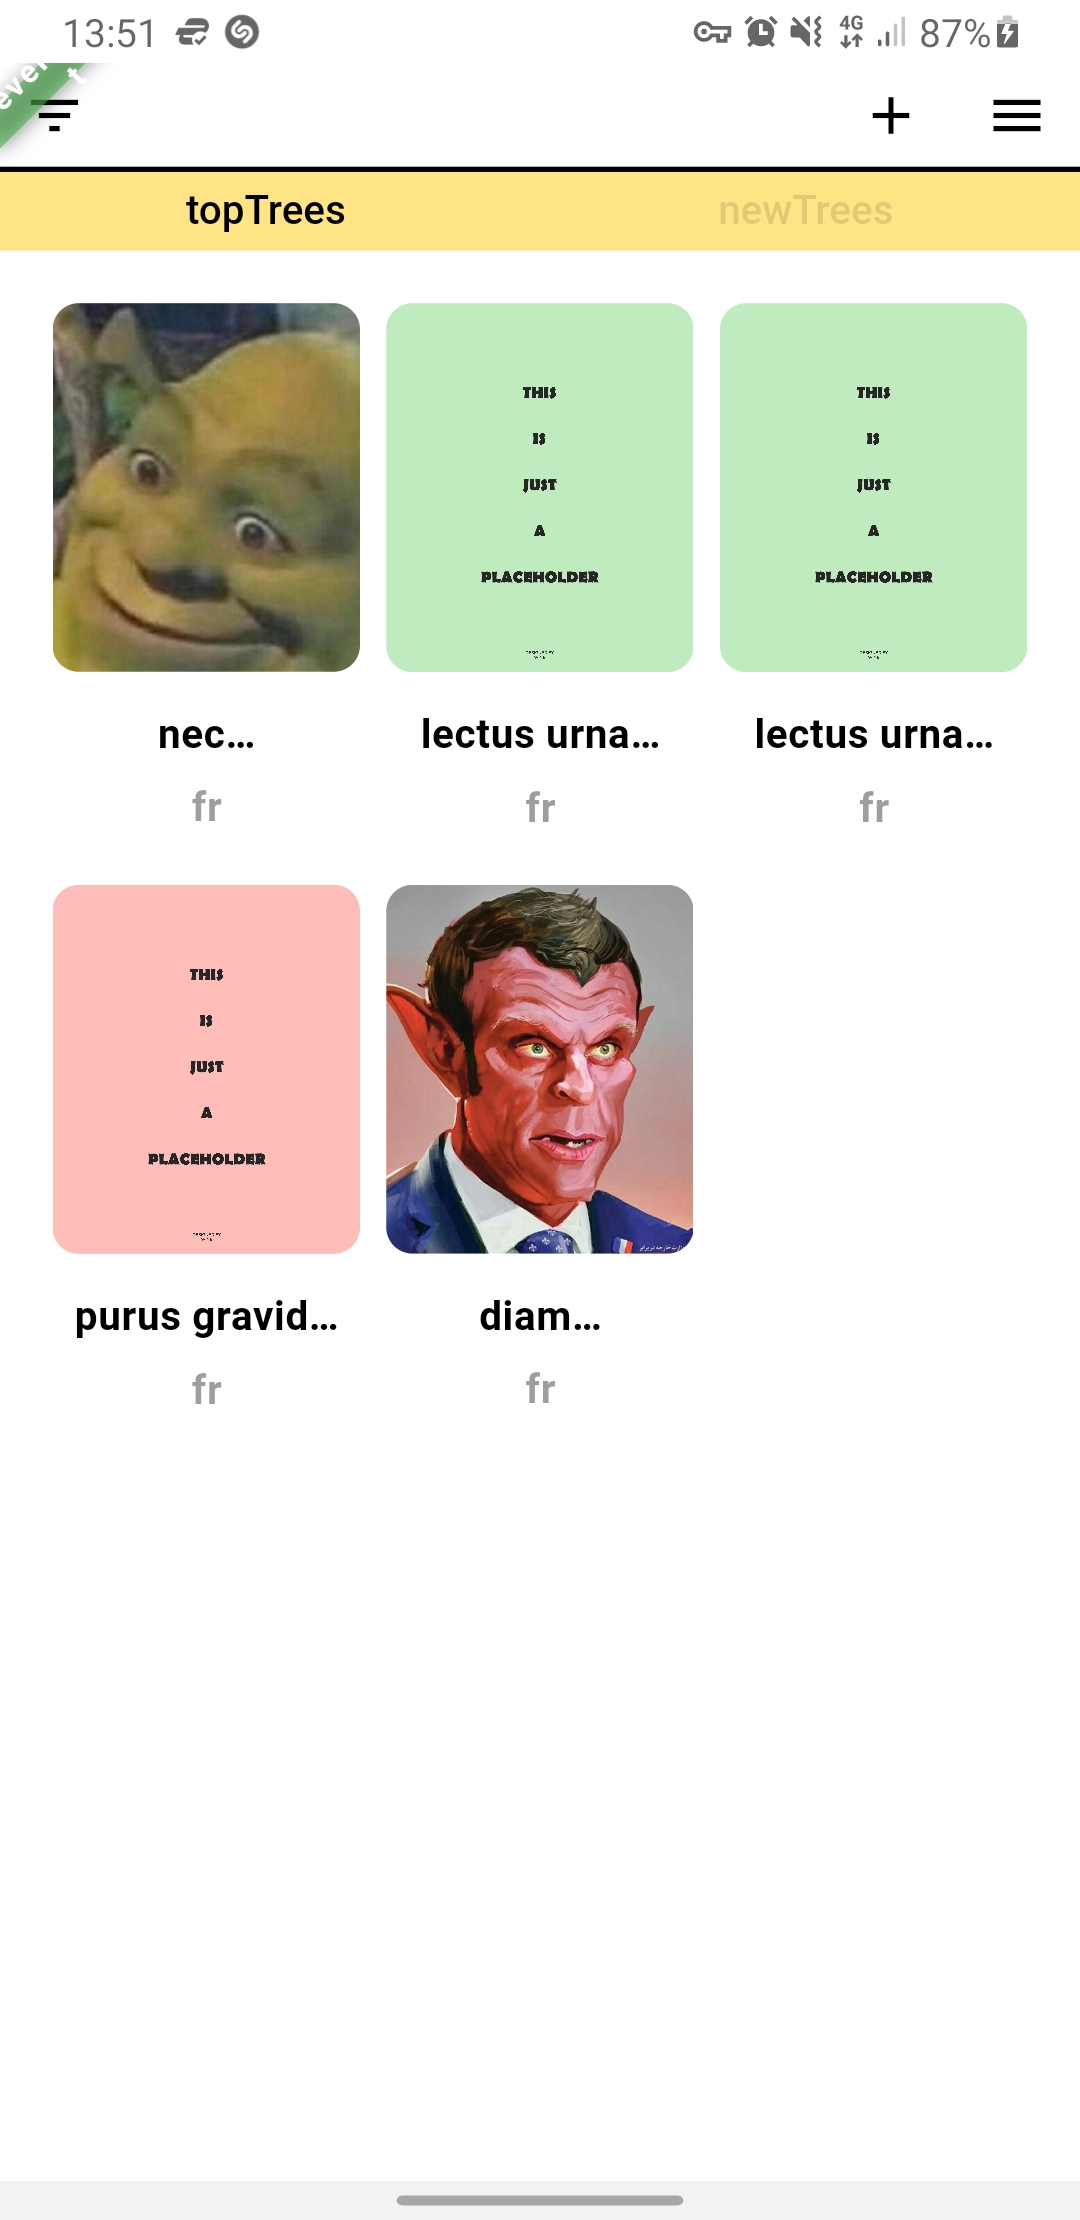 13:51
4G
87%
topTrees
newTrees
THIS
IS
JUST
A
PLACEHOLDER
THIS
IS
JUST
A
PLACEHOLDER
nec...
lectus urna...
lectus urna...
fr
fr
fr
THIS
IS
JUST
A
PLACEHOLDER
purus gravid...
diam...
fr
fr